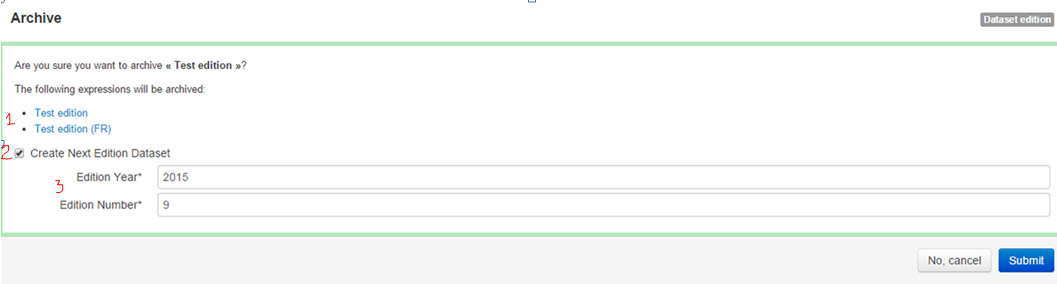 Archive
Dataset edition
Are you sure you want to archive « Test edition »?
The following expressions will be archived:
1
Test edition
Test edition (FR)
2
Create Next Edition Dataset
3
Edition Year* 2015
Edition Number* 9
No, cancel Submit